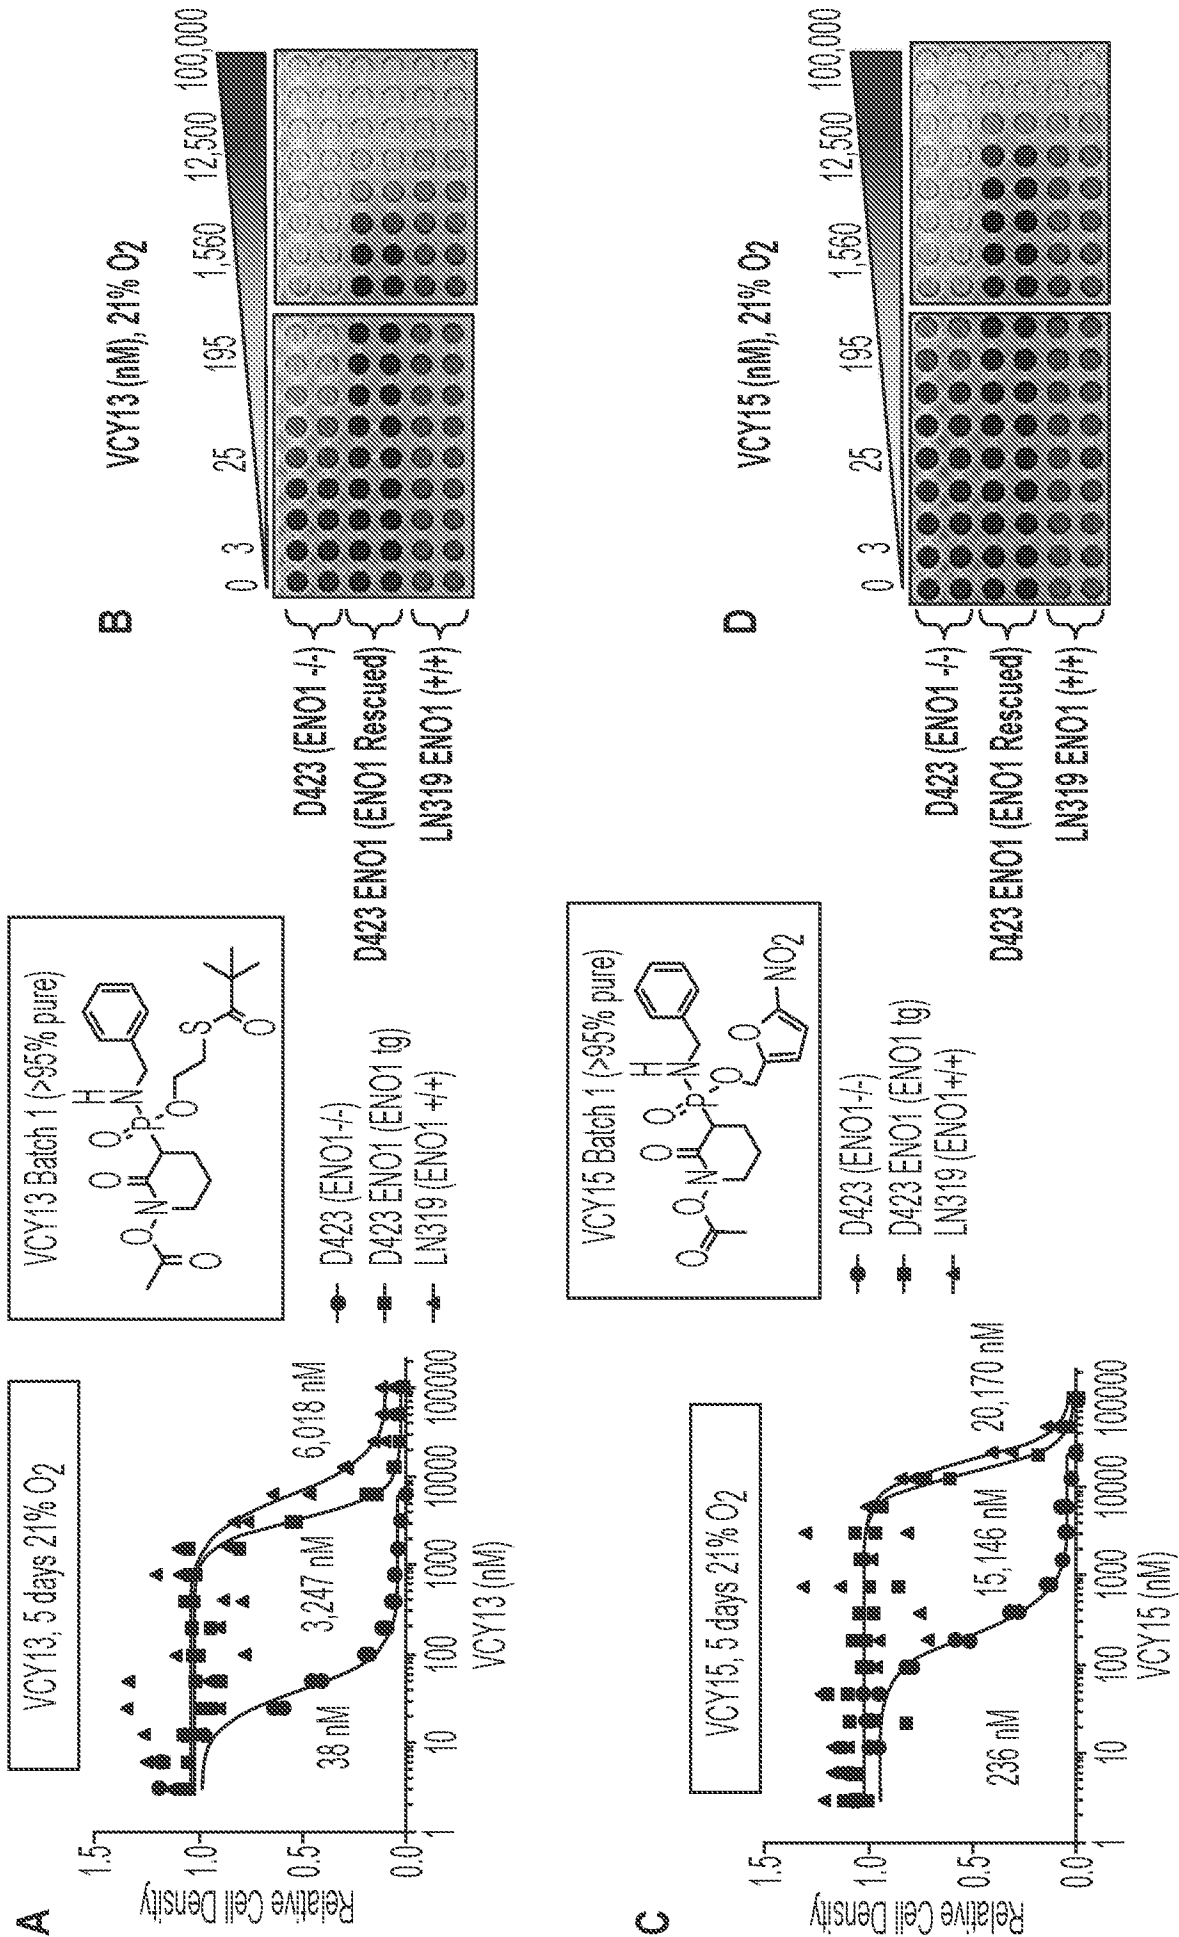 A
VCY13, 5 days 21% O2
Relative Cell Density
1.5
1.0
0.5
0.0
1
10
100
1000
10000
100000
VCY13 (nM)
38 nM
3,247 nM
6,018 nM
VCY13 Batch 1 (>95% pure)
O
O
N
O
O
P
H
N
O
S
O
D423 (ENO1-/-)
D423 ENO1 (ENO1 tg)
LN319 (ENO1 +/+)
B
VCY13 (nM), 21% O2
0
3
25
195
1,560
12,500
100,000
D423 (ENO1 -/-)
D423 ENO1 (ENO1 Rescued)
LN319 ENO1 (+/+)
C
VCY15, 5 days 21% O2
Relative Cell Density
1.5
1.0
0.5
0.0
1
10
100
1000
10000
100000
VCY15 (nM)
236 nM
15,146 nM
20,170 nM
VCY15 Batch 1 (>95% pure)
O
O
N
O
O
P
H
N
O
O
NO2
D423 (ENO1-/-)
D423 ENO1 (ENO1 tg)
LN319 (ENO1+/+)
D
VCY15 (nM), 21% O2
0
3
25
195
1,560
12,500
100,000
D423 (ENO1 -/-)
D423 ENO1 (ENO1 Rescued)
LN319 ENO1 (+/+)